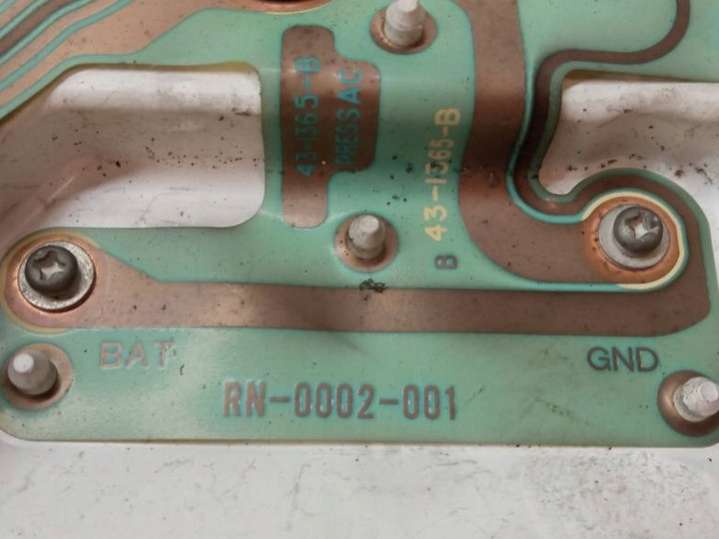 43-1365-B
PRESSAC
43-1365-B
B
BAT
GND
RN-0002-001